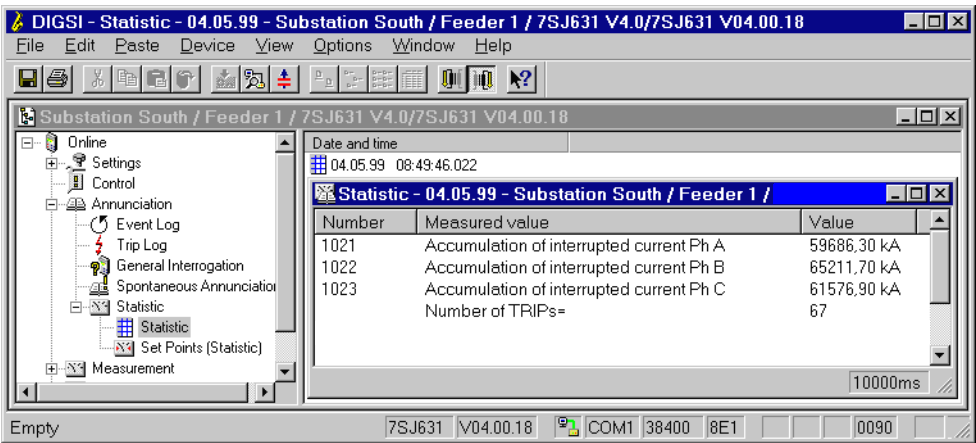 DIGSI - Statistic - 04.05.99 - Substation South / Feeder 1 / 7SJ631 V4.0/7SJ631 V04.00.18
File Edit Paste Device View Options Window Help
Substation South / Feeder 1 / 7SJ631 V4.0/7SJ631 V04.00.18
Online
Settings
Control
Annunciation
Event Log
Trip Log
General Interrogation
Spontaneous Annunciation
Statistic
Statistic
Set Points (Statistic)
Measurement
Date and time
04.05.99 08:49:46.022
Statistic - 04.05.99 - Substation South / Feeder 1 /
Number Measured value Value
1021 Accumulation of interrupted current Ph A 59686,30 kA
1022 Accumulation of interrupted current Ph B 65211,70 kA
1023 Accumulation of interrupted current Ph C 61576,90 kA
Number of TRIPs= 67
10000ms
Empty 7SJ631 V04.00.18 COM1 38400 8E1 0090